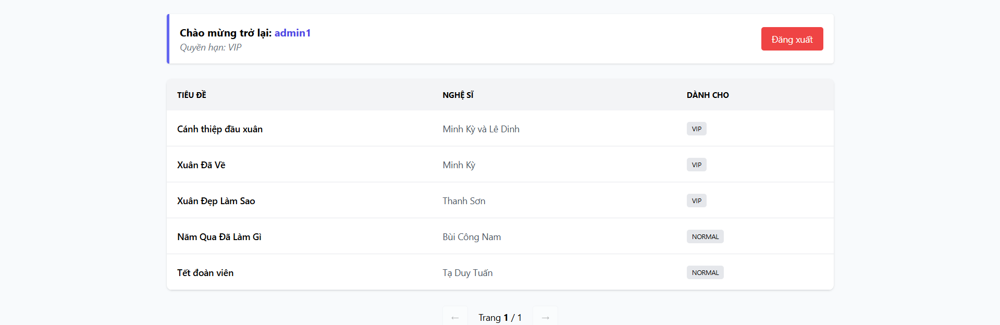 Chào mừng trở lại: admin1
Quyền hạn: VIP
Đăng xuất
TIÊU ĐỀ NGHỆ SĨ DÀNH CHO
Cánh thiệp đầu xuân Minh Kỳ và Lê Dinh VIP
Xuân Đã Về Minh Kỳ VIP
Xuân Đẹp Làm Sao Thanh Sơn VIP
Năm Qua Đã Làm Gì Bùi Công Nam NORMAL
Tết đoàn viên Tạ Duy Tuấn NORMAL
← Trang 1 / 1 →